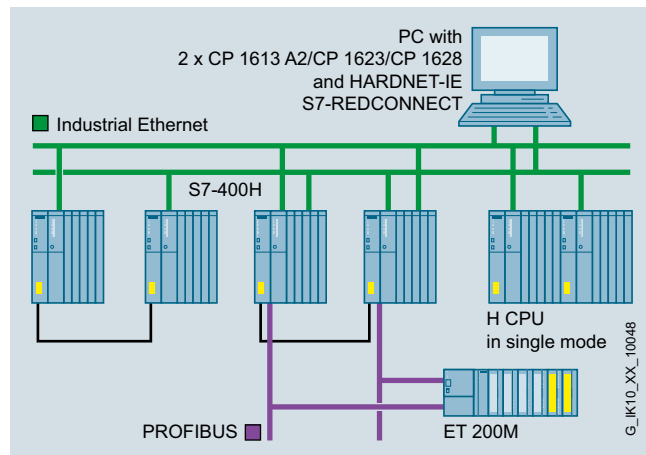 PC with
2 x CP 1613 A2/CP 1623/CP 1628
and HARDNET-IE
S7-REDCONNECT
Industrial Ethernet
S7-400H
H CPU
in single mode
PROFIBUS
ET 200M
G_IK10_XX_10048